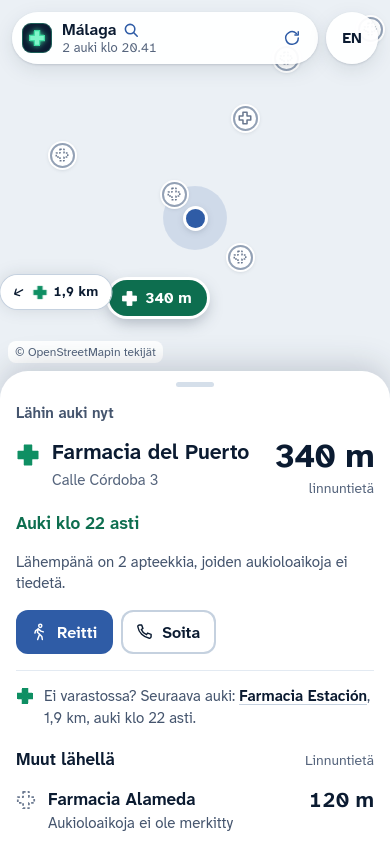 Málaga
2 auki klo 20.41
EN
1,9 km
340 m
© OpenStreetMapin tekijät
Lähin auki nyt
Farmacia del Puerto
340 m
Calle Córdoba 3
linnuntietä
Auki klo 22 asti
Lähempänä on 2 apteekkia, joiden aukioloaikoja ei
tiedetä.
Reitti
Soita
Ei varastossa? Seuraava auki: Farmacia Estación,
1,9 km, auki klo 22 asti.
Muut lähellä
Linnuntietä
Farmacia Alameda
120 m
Aukioloaikoja ei ole merkitty